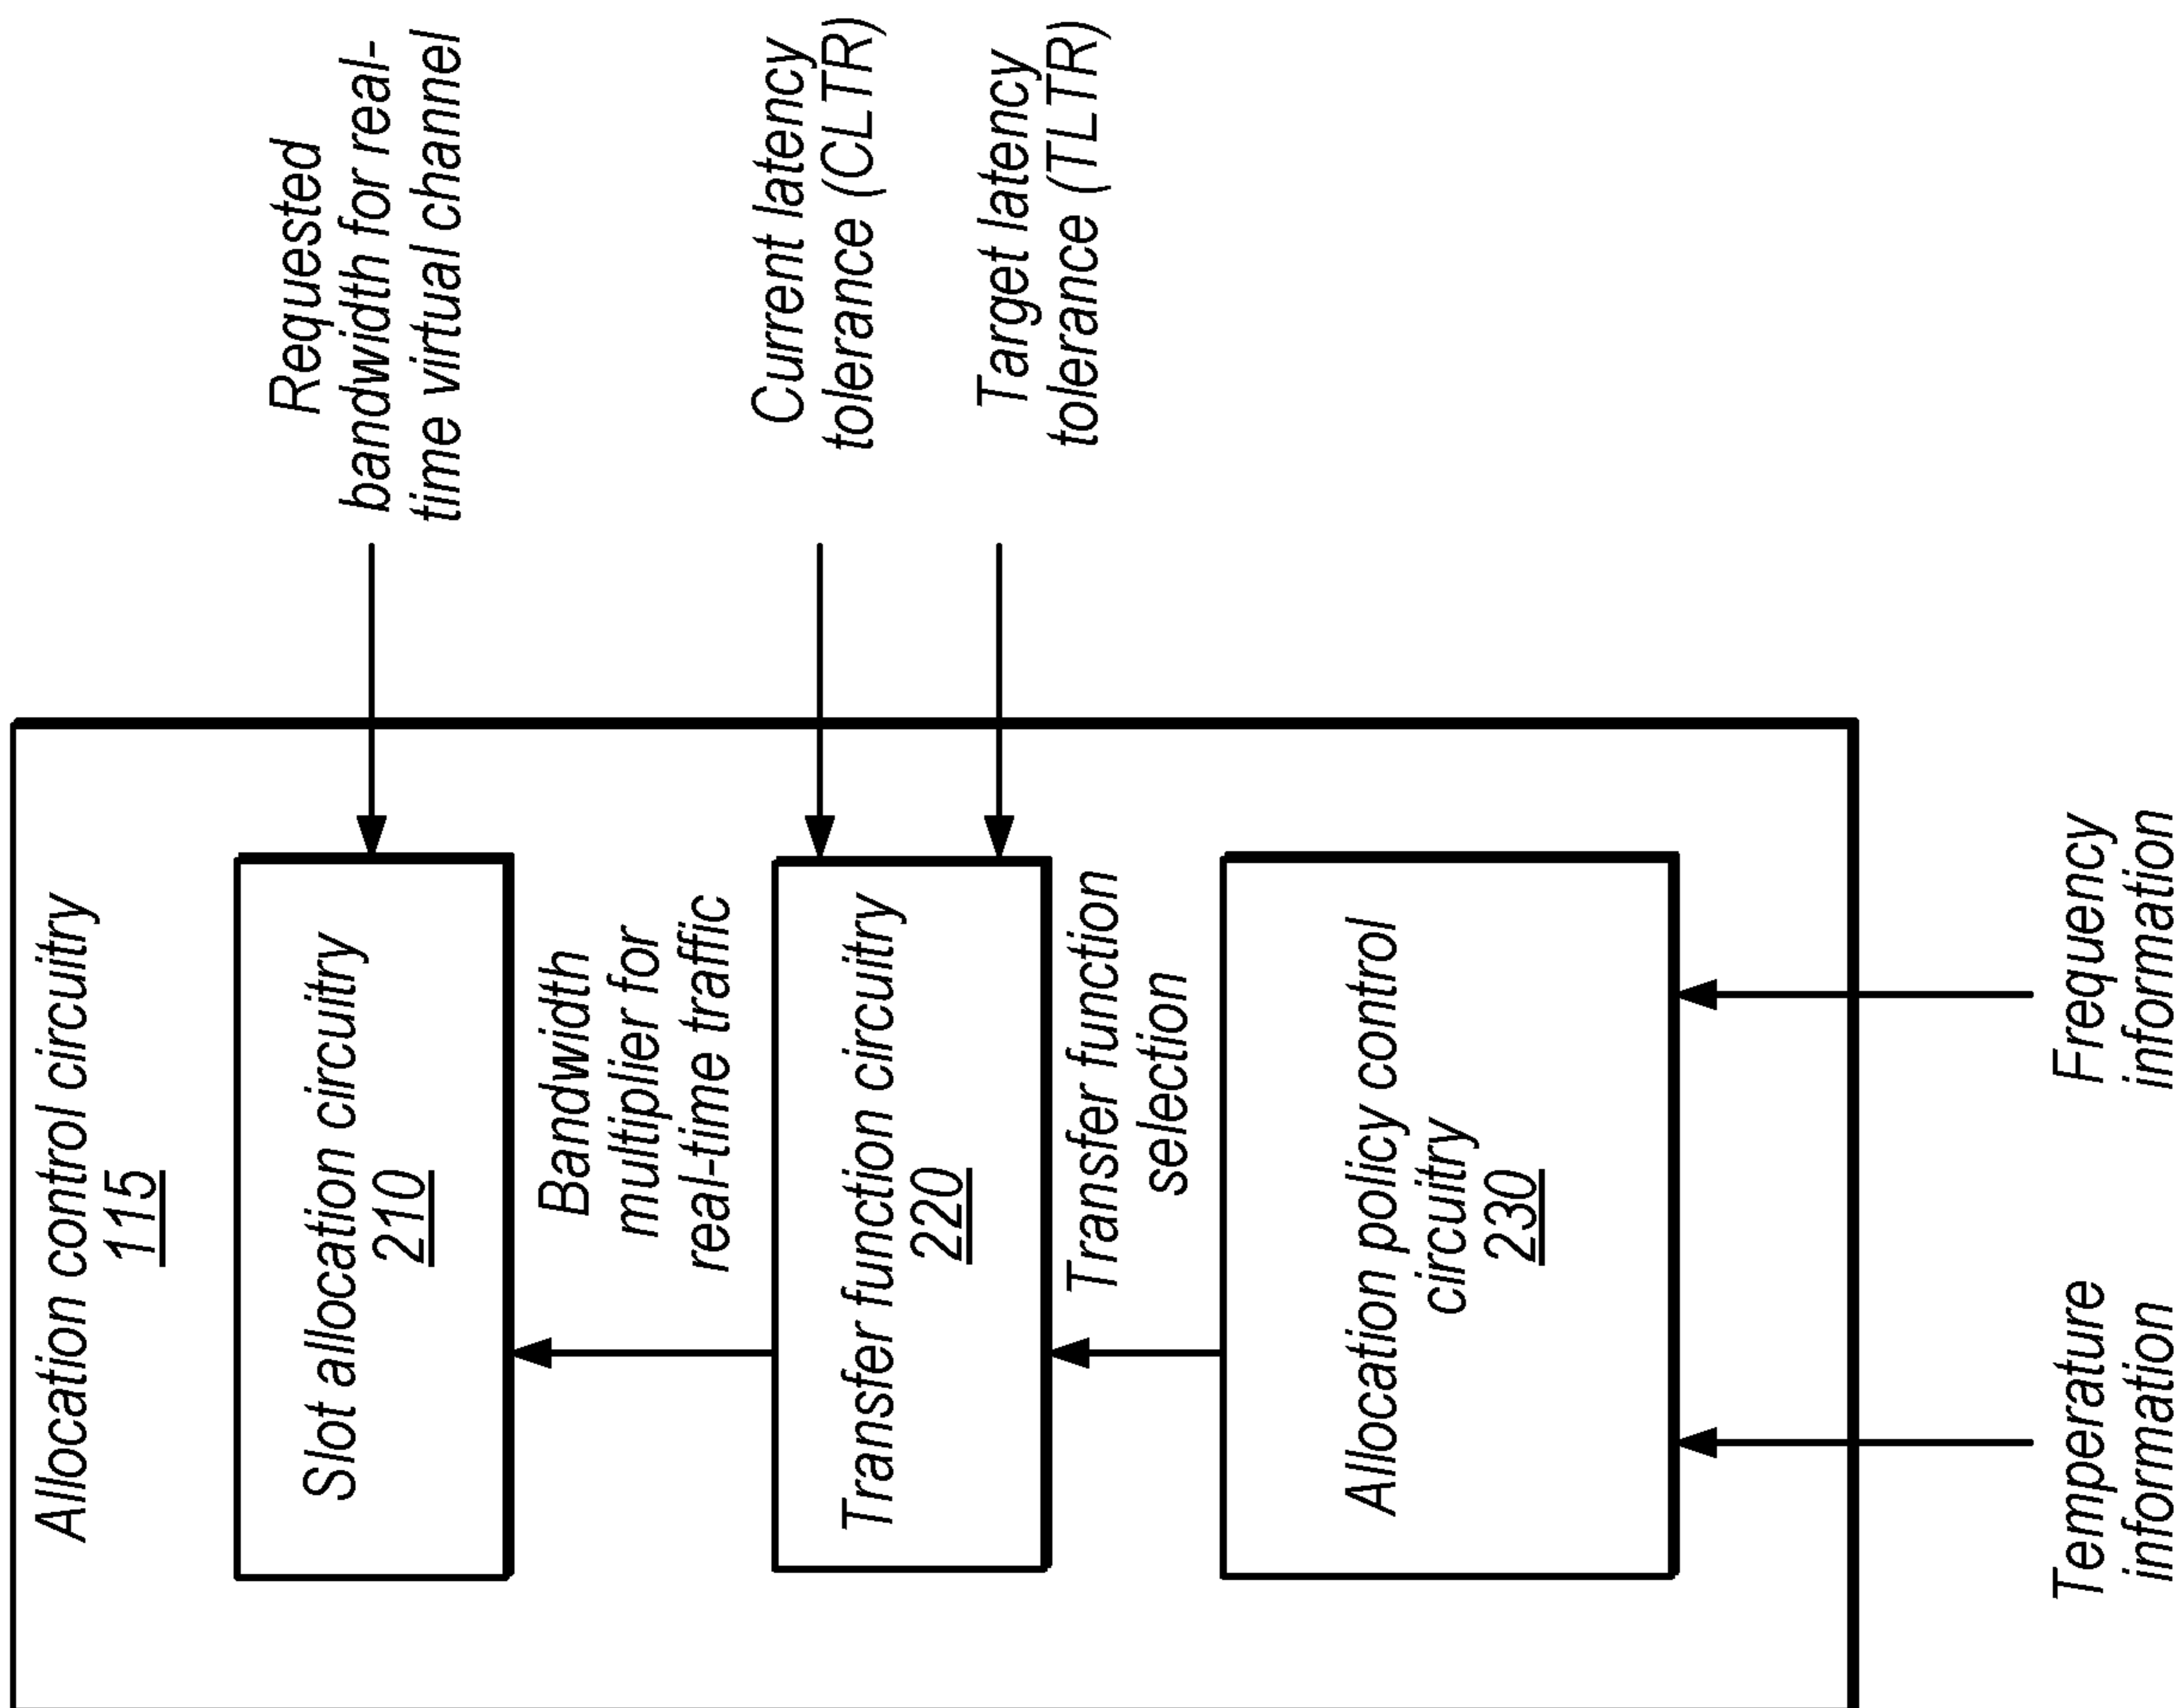 Allocation control circuitry
115
Slot allocation circuitry
210
Requested
bandwidth for real-
time virtual channel
Bandwidth
multiplier for
real-time traffic
Transfer function circuitry
220
Current latency
tolerance (CLTR)
Target latency
tolerance (TLTR)
Transfer function
selection
Allocation policy control
circuitry
230
Temperature
information
Frequency
information